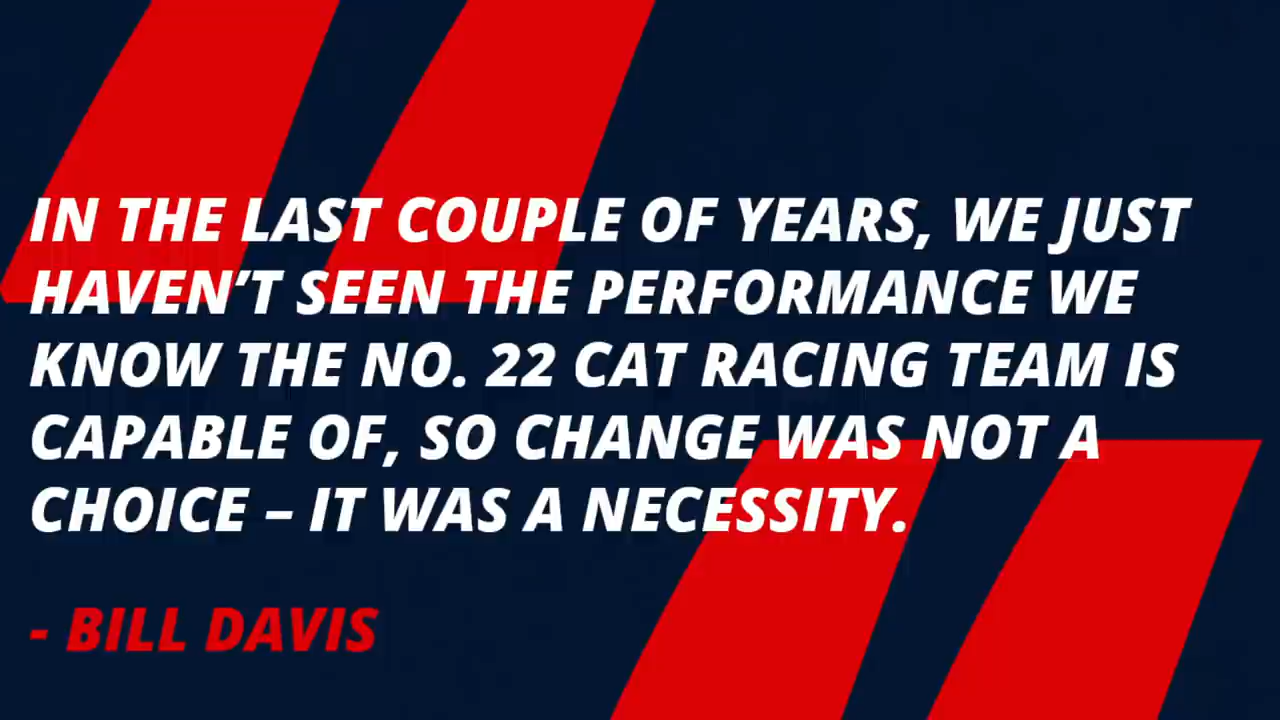 IN THE LAST COUPLE OF YEARS, WE JUST
HAVEN'T SEEN THE PERFORMANCE WE
KNOW THE NO. 22 CAT RACING TEAM IS
CAPABLE OF, SO CHANGE WAS NOT A
CHOICE – IT WAS A NECESSITY.
- BILL DAVIS